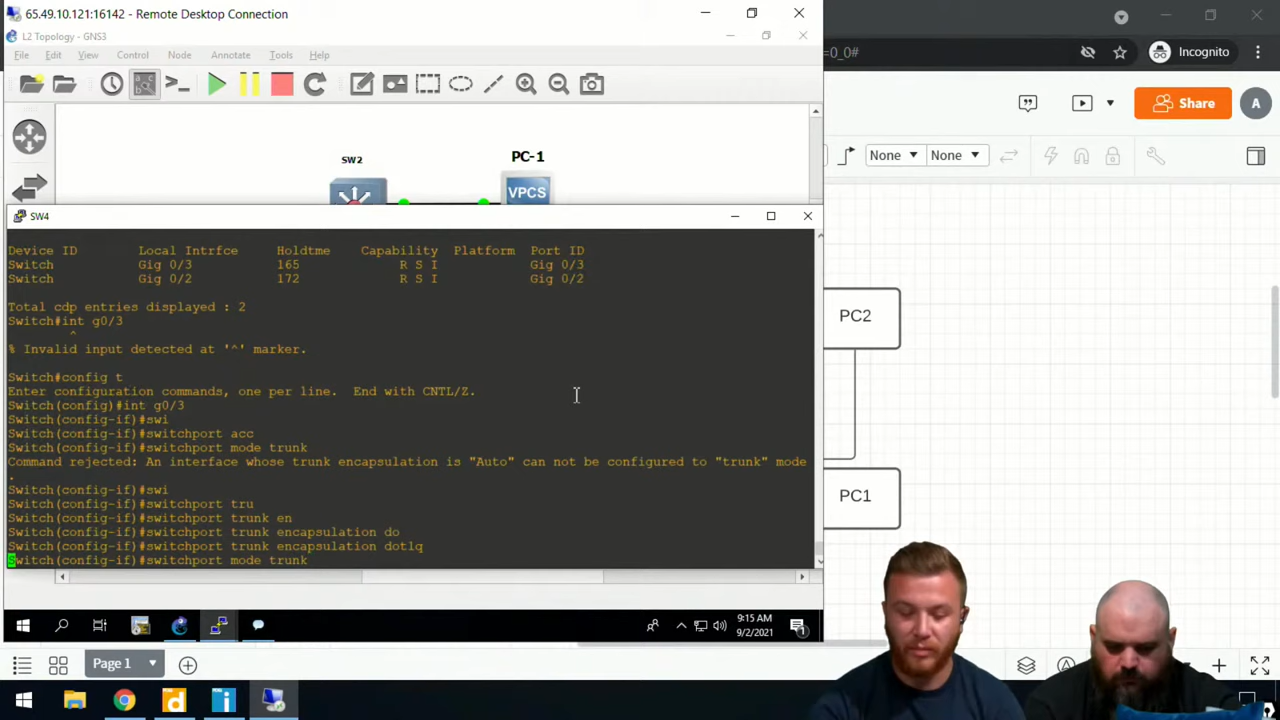 65.49.10.121:16142 - Remote Desktop Connection
L2 Topology - GNS3
File Edit View Control Node Annotate Tools Help
=0_0#
Incognito
Share
A
None
None
SW2
PC-1
VPCS
SW4
Device ID Local Intrfce Holdtme Capability Platform Port ID
Switch Gig 0/3 165 R S I Gig 0/3
Switch Gig 0/2 172 R S I Gig 0/2
Total cdp entries displayed : 2
Switch#int g0/3
^
% Invalid input detected at '^' marker.
Switch#config t
Enter configuration commands, one per line. End with CNTL/Z.
Switch(config)#int g0/3
Switch(config-if)#swi
Switch(config-if)#switchport acc
Switch(config-if)#switchport mode trunk
Command rejected: An interface whose trunk encapsulation is "Auto" can not be configured to "trunk" mode
.
Switch(config-if)#swi
Switch(config-if)#switchport tru
Switch(config-if)#switchport trunk en
Switch(config-if)#switchport trunk encapsulation do
Switch(config-if)#switchport trunk encapsulation dot1q
Switch(config-if)#switchport mode trunk
PC2
PC1
9:15 AM
9/2/2021
1
Page 1